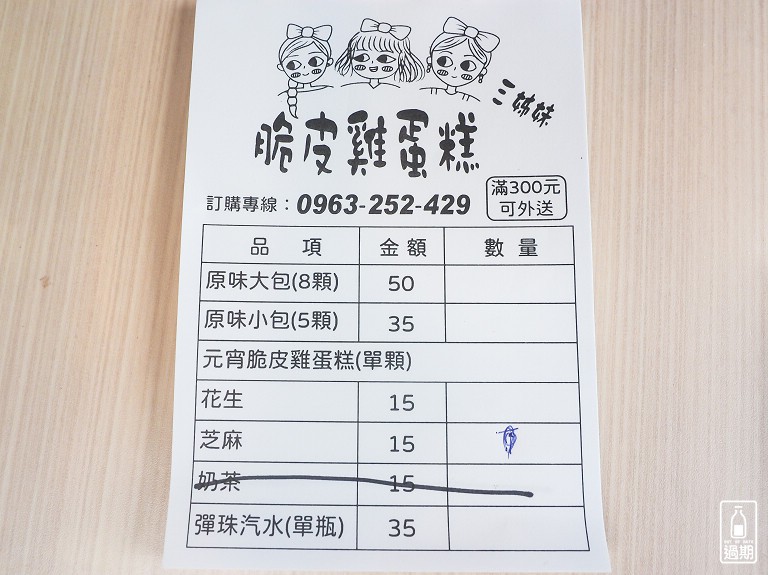 三姊妹
脆皮雞蛋糕
訂購專線：0963-252-429
滿300元
可外送
品項 金額 數量
原味大包(8顆) 50
原味小包(5顆) 35
元宵脆皮雞蛋糕(單顆)
花生 15
芝麻 15
奶茶 15
彈珠汽水(單瓶) 35
OUT OF DATE
過期